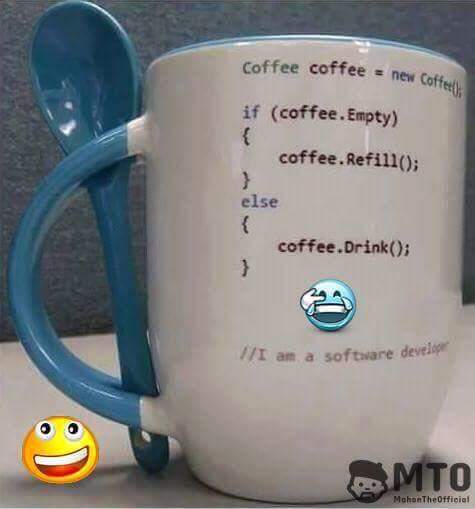 Coffee coffee = new Coffee();
if (coffee.Empty)
{
coffee.Refill();
}
else
{
coffee.Drink();
}
//I am a software developer
MTO
MohanTheOfficial